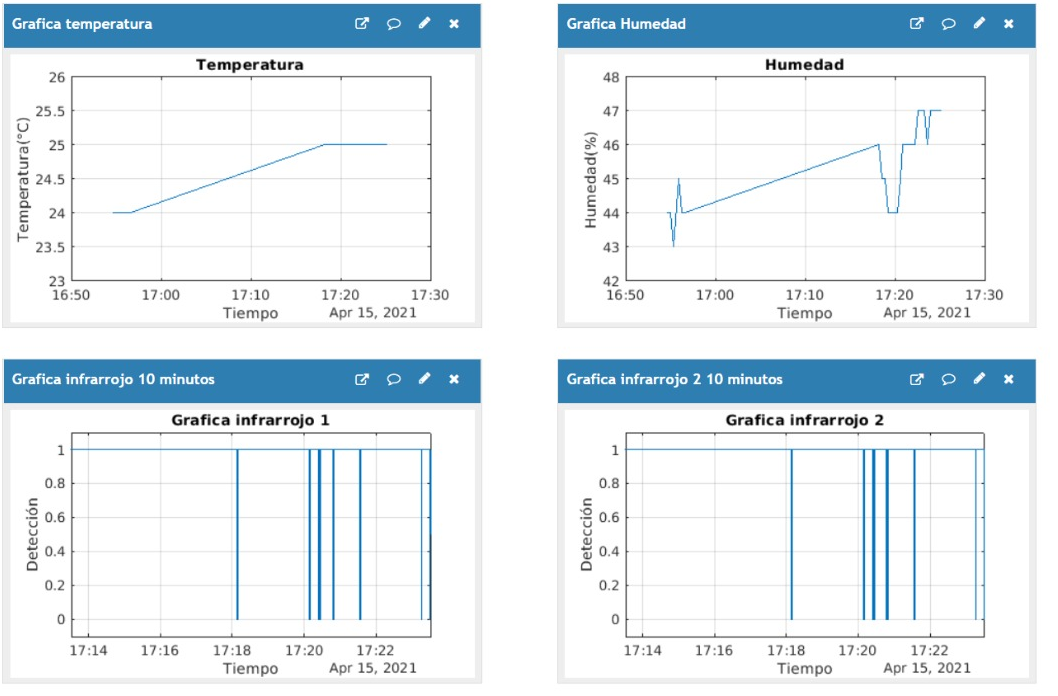 Grafica temperatura
Temperatura
26
25.5
25
24.5
24
23.5
23
Temperatura(°C)
16:50 17:00 17:10 17:20 17:30
Tiempo
Apr 15, 2021
Grafica Humedad
Humedad
48
47
46
45
44
43
42
Humedad(%)
16:50 17:00 17:10 17:20 17:30
Tiempo
Apr 15, 2021
Grafica infrarrojo 10 minutos
Grafica infrarrojo 1
1
0.8
0.6
0.4
0.2
0
Detección
17:14 17:16 17:18 17:20 17:22
Tiempo
Apr 15, 2021
Grafica infrarrojo 2 10 minutos
Grafica infrarrojo 2
1
0.8
0.6
0.4
0.2
0
Detección
17:14 17:16 17:18 17:20 17:22
Tiempo
Apr 15, 2021